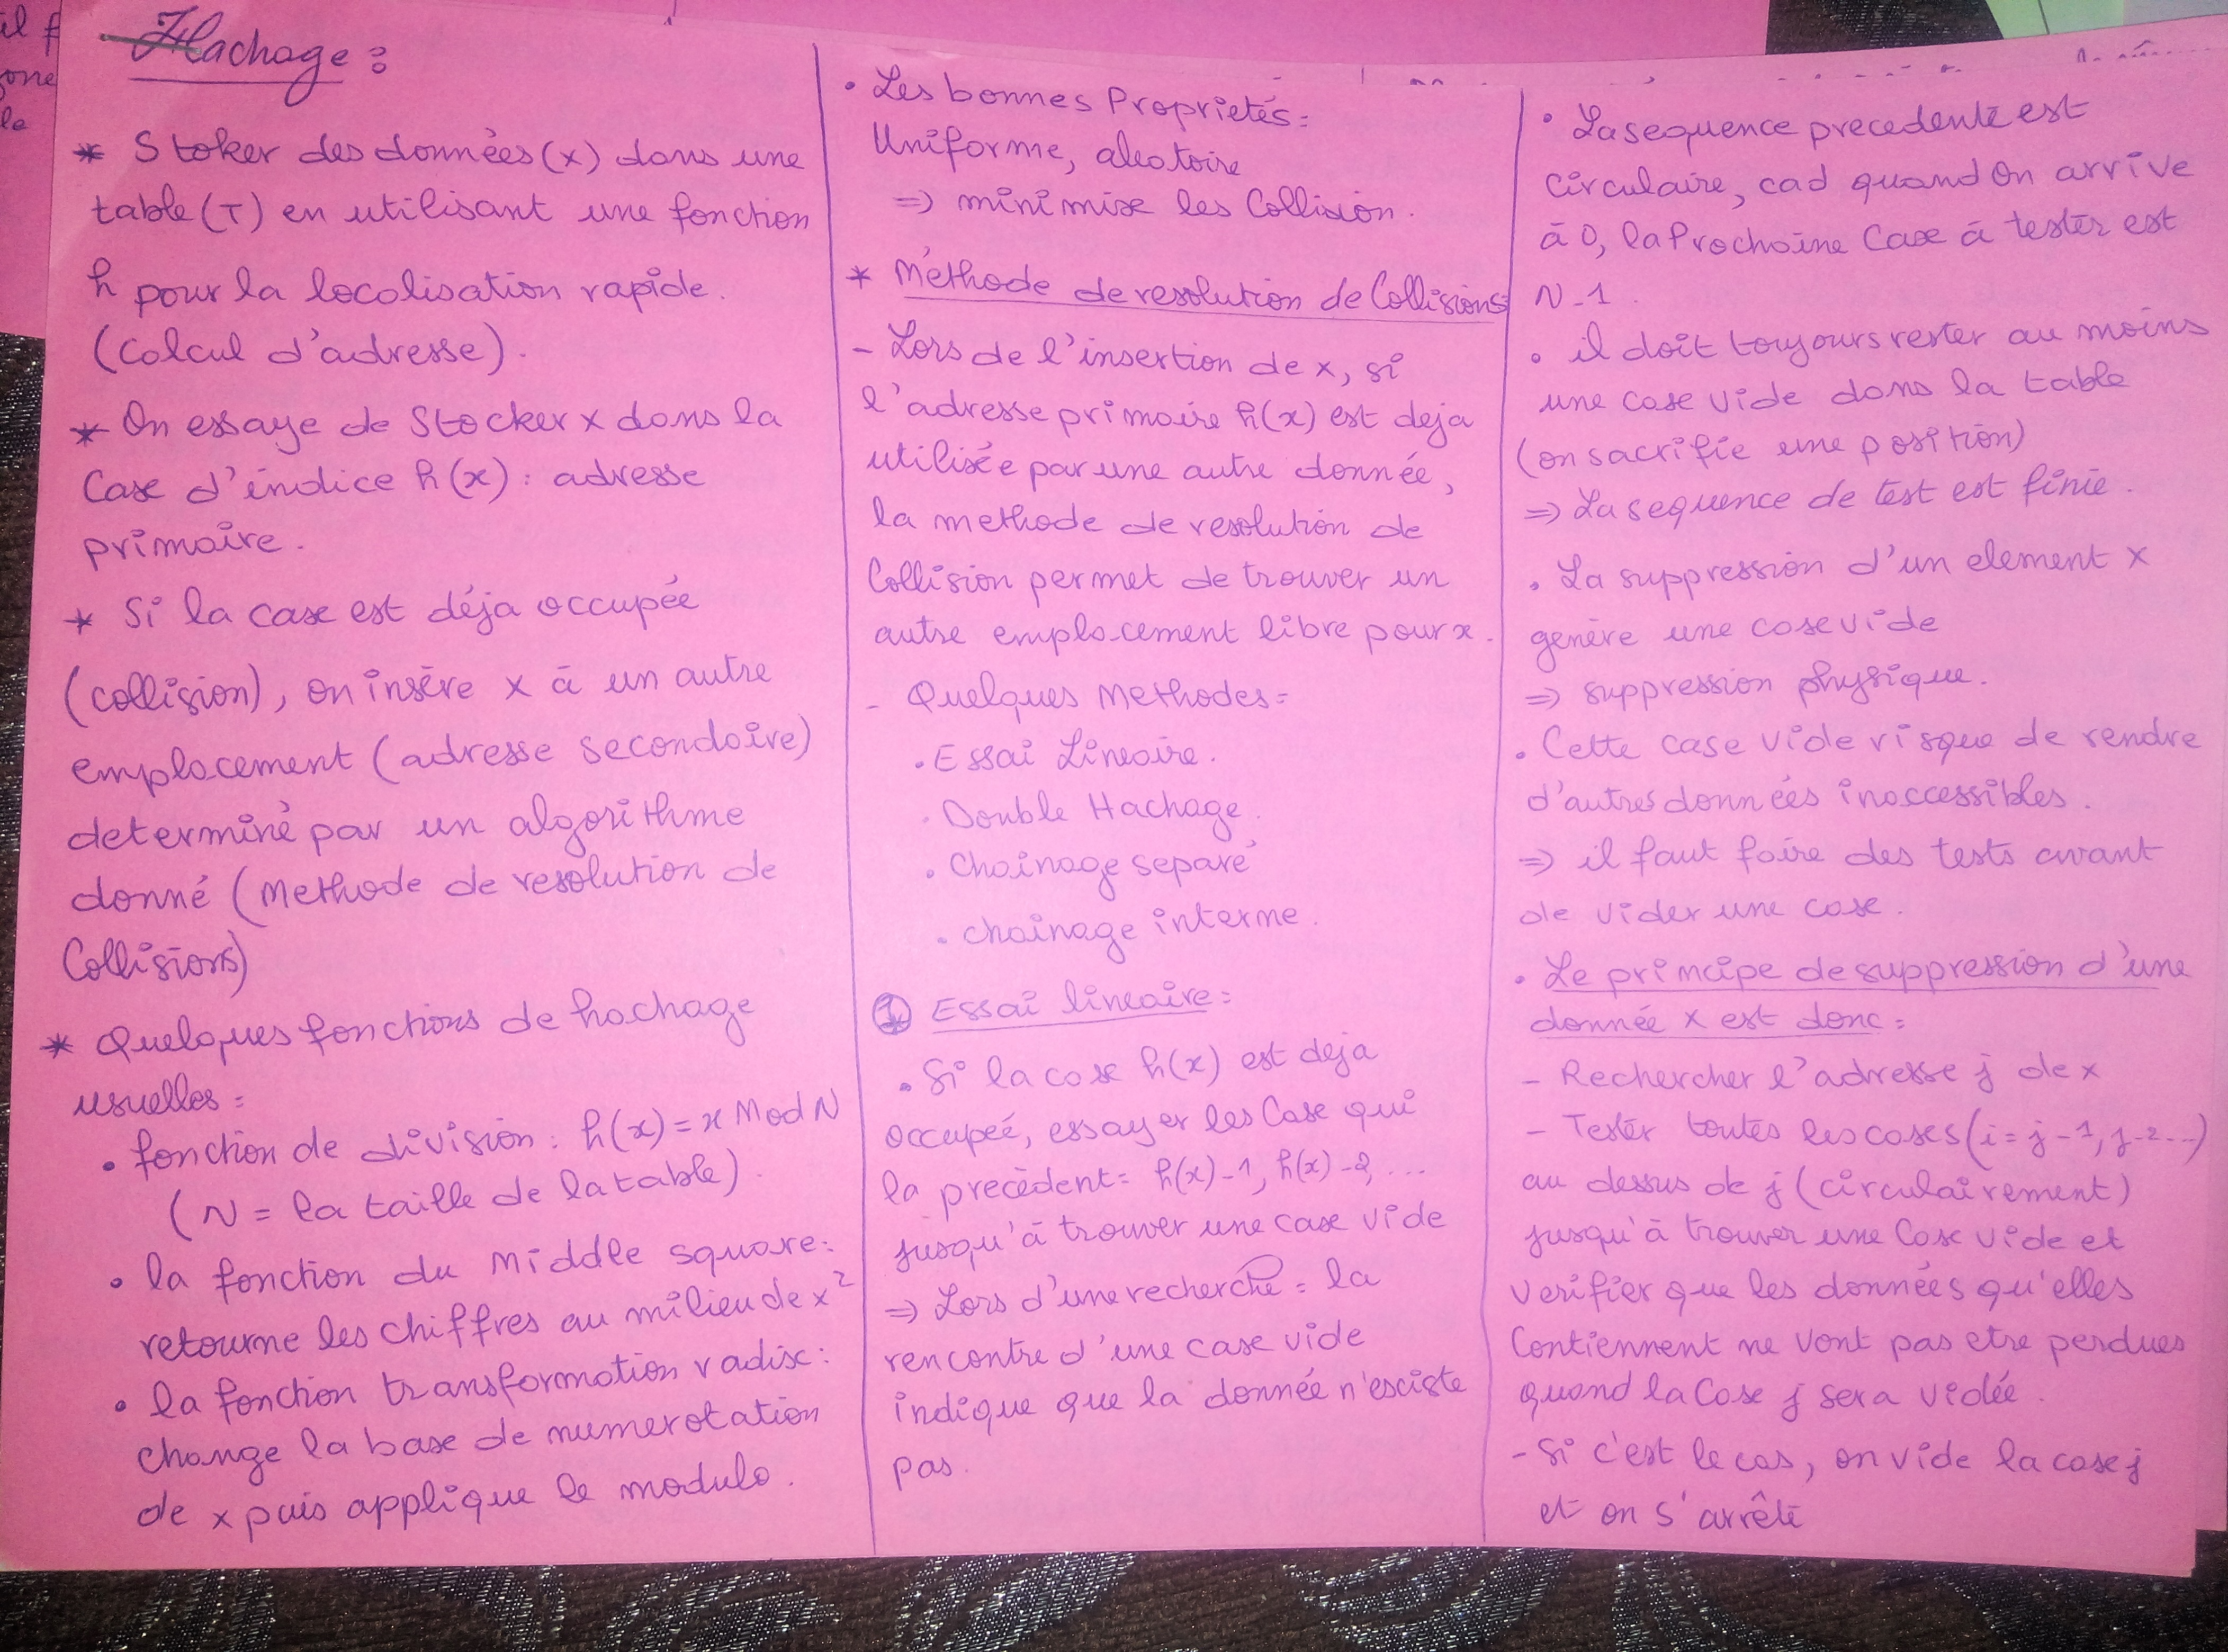 Hachage :
* Stoker des données (x) dans une
table (T) en utilisant une fonction
h pour la localisation rapide.
(Calcul d'adresse).
* On essaye de Stocker x dans la
Case d'indice h(x) : adresse
primaire.
* Si la case est déja occupée
(collision), on insère x à un autre
emplacement (adresse secondaire)
determiné par un algorithme
donné (Methode de resolution de
Collisions)
* Quelques fonctions de hachage
usuelles :
• fonction de division : h(x) = x Mod N
(N = la taille de la table).
• la fonction du Middle square :
retourne les chiffres au milieu de x²
• la fonction transformation radix :
change la base de numerotation
de x puis applique le modulo.
• Les bonnes Proprietés :
Uniforme, aleatoire
=> minimise les Collision.
* Méthode de resolution de Collisions :
- Lors de l'insertion de x, si
l'adresse primaire h(x) est deja
utilisée par une autre donnée,
la methode de resolution de
Collision permet de trouver un
autre emplacement libre pour x.
- Quelques Methodes :
• Essai Lineaire.
• Double Hachage.
• Chainage separé
• chainage interne.
① Essai lineaire :
• Si la case h(x) est deja
occupeé, essayer les Case qui
la precèdent : h(x)-1, h(x)-2, ...
jusqu'à trouver une case vide
=> Lors d'une recherche : la
rencontre d'une case vide
indique que la donnée n'existe
pas.
• La sequence precedente est
Circulaire, cad quand On arrive
à 0, la Prochaine Case à tester est
N-1.
• il doit toujours rester au moins
une case vide dans la table
(on sacrifie une position)
=> La sequence de test est finie.
• La suppression d'un element x
genère une case vide
=> suppression physique.
• Cette case vide risque de rendre
d'autres données inaccessibles.
=> il faut faire des tests avant
de vider une case.
• Le principe de suppression d'une
donnée x est donc :
- Rechercher l'adresse j de x
- Tester toutes les cases (i = j-1, j-2...)
au dessus de j (circulairement)
jusqu'à trouver une Case vide et
verifier que les données qu'elles
Contiennent ne vont pas etre perdues
quand la Case j sera vidée.
- Si c'est le cas, on vide la case j
et on s'arrête